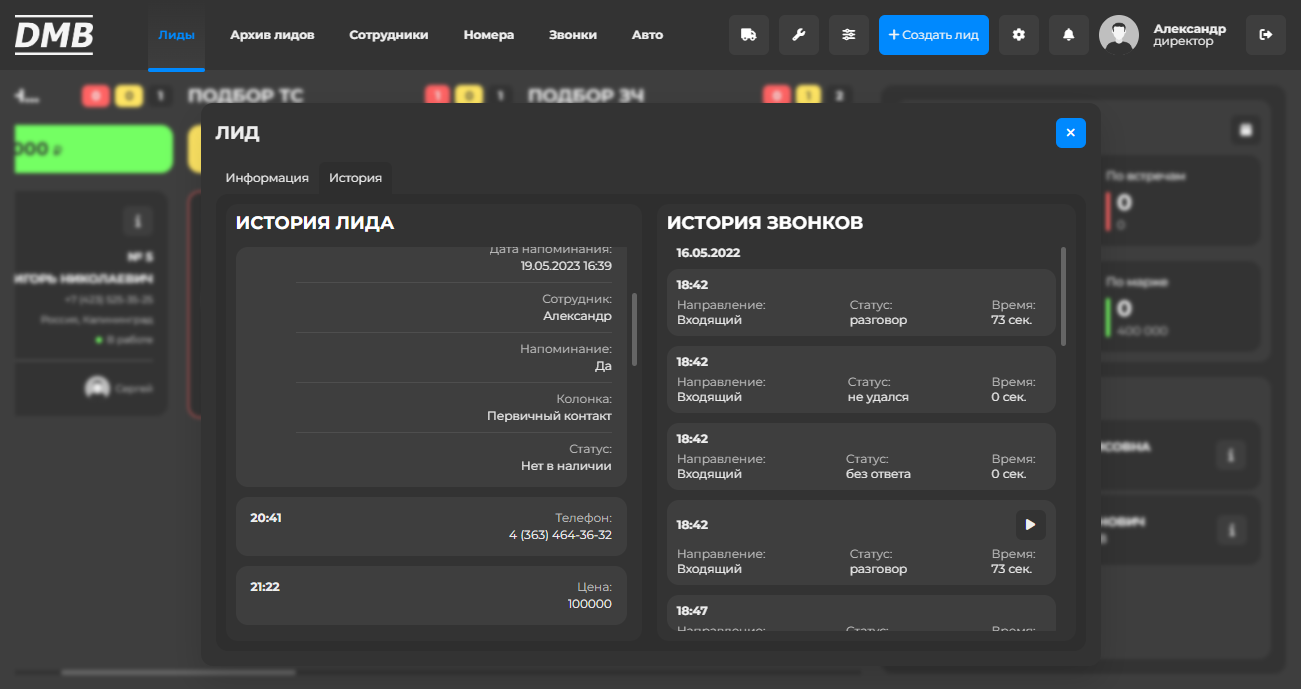 DMB
Лиды
Архив лидов
Сотрудники
Номера
Звонки
Авто
+ Создать лид
Александр
директор
0 0 1
ПОДБОР ТС
1 0 1
ПОДБОР ЗЧ
0 1 2
000 ₽
№ 5
ИГОРЬ НИКОЛАЕВИЧ
Россия, Калининград
В работе
Сергей
По встречам
0
0
По марже
0
400 000
ЛИД
Информация
История
ИСТОРИЯ ЛИДА
Дата напоминания:
19.05.2023 16:39
Сотрудник:
Александр
Напоминание:
Да
Колонка:
Первичный контакт
Статус:
Нет в наличии
20:41
Телефон:
4 (363) 464-36-32
21:22
Цена:
100000
ИСТОРИЯ ЗВОНКОВ
16.05.2022
18:42
Направление: Статус: Время:
Входящий разговор 73 сек.
18:42
Направление: Статус: Время:
Входящий не удался 0 сек.
18:42
Направление: Статус: Время:
Входящий без ответа 0 сек.
18:42
Направление: Статус: Время:
Входящий разговор 73 сек.
18:47
Направление: Статус: Время: